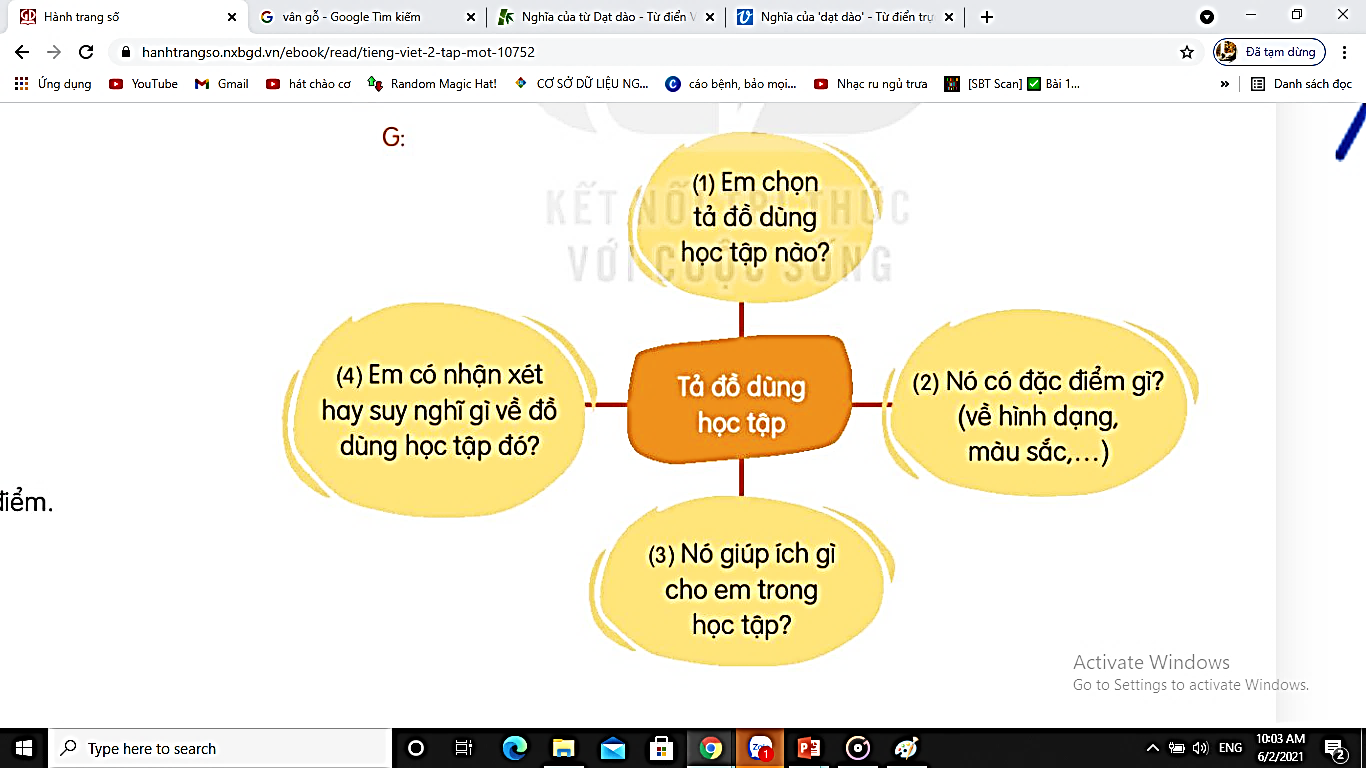 Hành trang số
vân gỗ - Google Tìm kiếm
Nghĩa của từ Dạt dào - Từ điển V
Nghĩa của 'dạt dào' - Từ điển trự
hanhtrangso.nxbgd.vn/ebook/read/tieng-viet-2-tap-mot-10752
Đã tạm dừng
Ứng dụng
YouTube
Gmail
hát chào cơ
Random Magic Hat!
CƠ SỞ DỮ LIỆU NG...
cáo bệnh, bảo mọi...
Nhạc ru ngủ trưa
[SBT Scan] ✅ Bài 1...
»
Danh sách đọc
G:
(1) Em chọn
tả đồ dùng
học tập nào?
KẾT NỐI TRI THỨC
VỚI CUỘC SỐNG
(4) Em có nhận xét
hay suy nghĩ gì về đồ
dùng học tập đó?
Tả đồ dùng
học tập
(2) Nó có đặc điểm gì?
(về hình dạng,
màu sắc,...)
điểm.
(3) Nó giúp ích gì
cho em trong
học tập?
Activate Windows
Go to Settings to activate Windows.
Type here to search
ENG
10:03 AM
6/2/2021
2
1